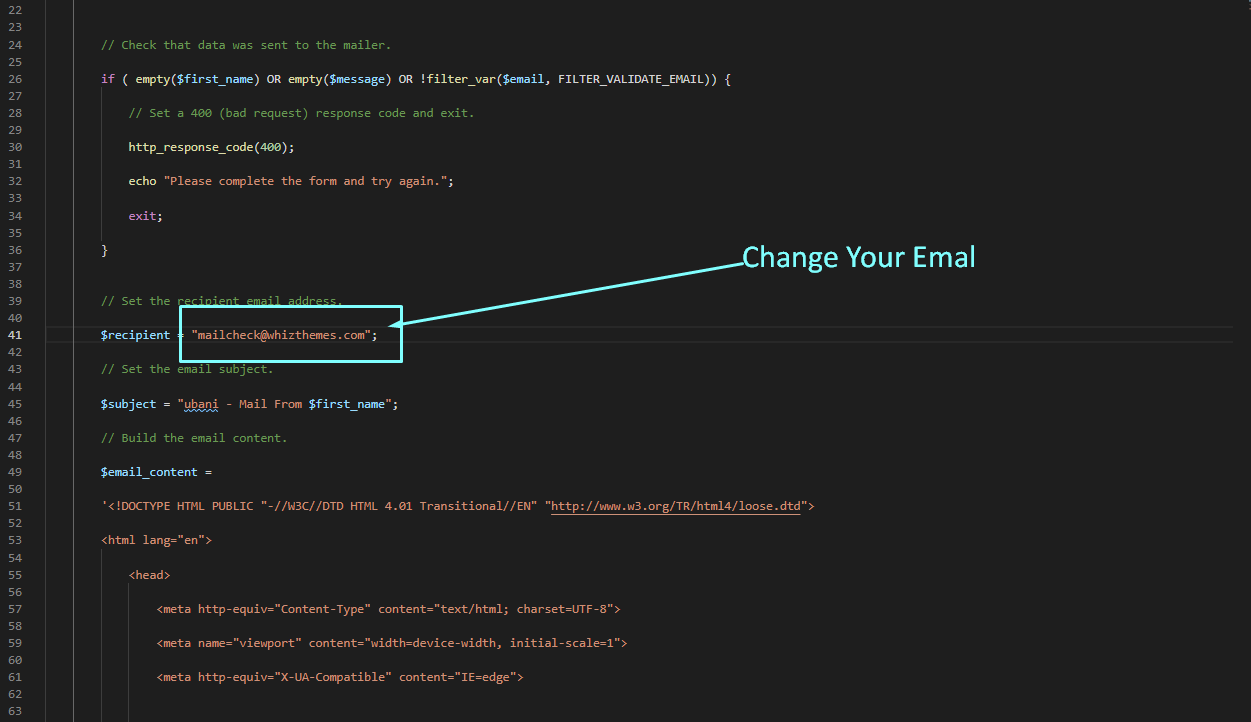 22
23
24 // Check that data was sent to the mailer.
25
26 if ( empty($first_name) OR empty($message) OR !filter_var($email, FILTER_VALIDATE_EMAIL)) {
27
28 // Set a 400 (bad request) response code and exit.
29
30 http_response_code(400);
31
32 echo "Please complete the form and try again.";
33
34 exit;
35
36 }
37
38
Change Your Emal
39 // Set the recipient email address.
40
41 $recipient = "mailcheck@whizthemes.com";
42
43 // Set the email subject.
44
45 $subject = "ubani - Mail From $first_name";
46
47 // Build the email content.
48
49 $email_content =
50
51 '<!DOCTYPE HTML PUBLIC "-//W3C//DTD HTML 4.01 Transitional//EN" "http://www.w3.org/TR/html4/loose.dtd">
52
53 <html lang="en">
54
55 <head>
56
57 <meta http-equiv="Content-Type" content="text/html; charset=UTF-8">
58
59 <meta name="viewport" content="width=device-width, initial-scale=1">
60
61 <meta http-equiv="X-UA-Compatible" content="IE=edge">
62
63